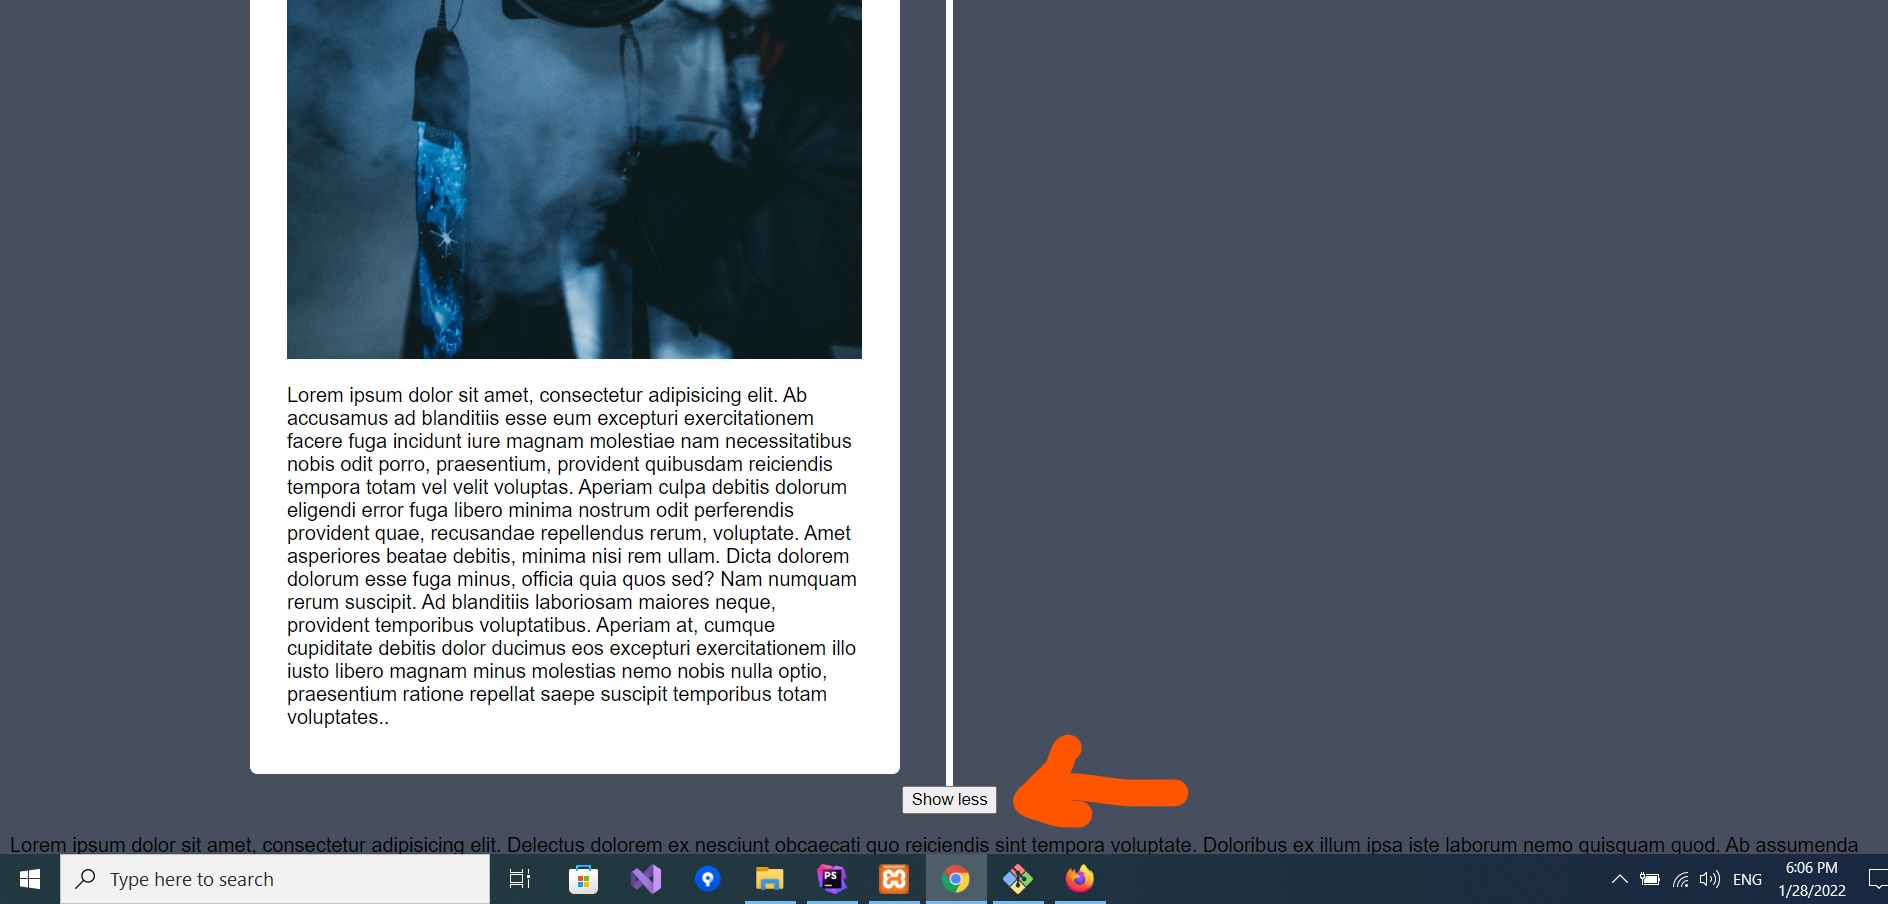 Lorem ipsum dolor sit amet, consectetur adipisicing elit. Ab
accusamus ad blanditiis esse eum excepturi exercitationem
facere fuga incidunt iure magnam molestiae nam necessitatibus
nobis odit porro, praesentium, provident quibusdam reiciendis
tempora totam vel velit voluptas. Aperiam culpa debitis dolorum
eligendi error fuga libero minima nostrum odit perferendis
provident quae, recusandae repellendus rerum, voluptate. Amet
asperiores beatae debitis, minima nisi rem ullam. Dicta dolorem
dolorum esse fuga minus, officia quia quos sed? Nam numquam
rerum suscipit. Ad blanditiis laboriosam maiores neque,
provident temporibus voluptatibus. Aperiam at, cumque
cupiditate debitis dolor ducimus eos excepturi exercitationem illo
iusto libero magnam minus molestias nemo nobis nulla optio,
praesentium ratione repellat saepe suscipit temporibus totam
voluptates..
Show less
Lorem ipsum dolor sit amet, consectetur adipisicing elit. Delectus dolorem ex nesciunt obcaecati quo reiciendis sint tempora voluptate. Doloribus ex illum ipsa iste laborum nemo quisquam quod. Ab assumenda
Type here to search
PS
ENG
6:06 PM
1/28/2022